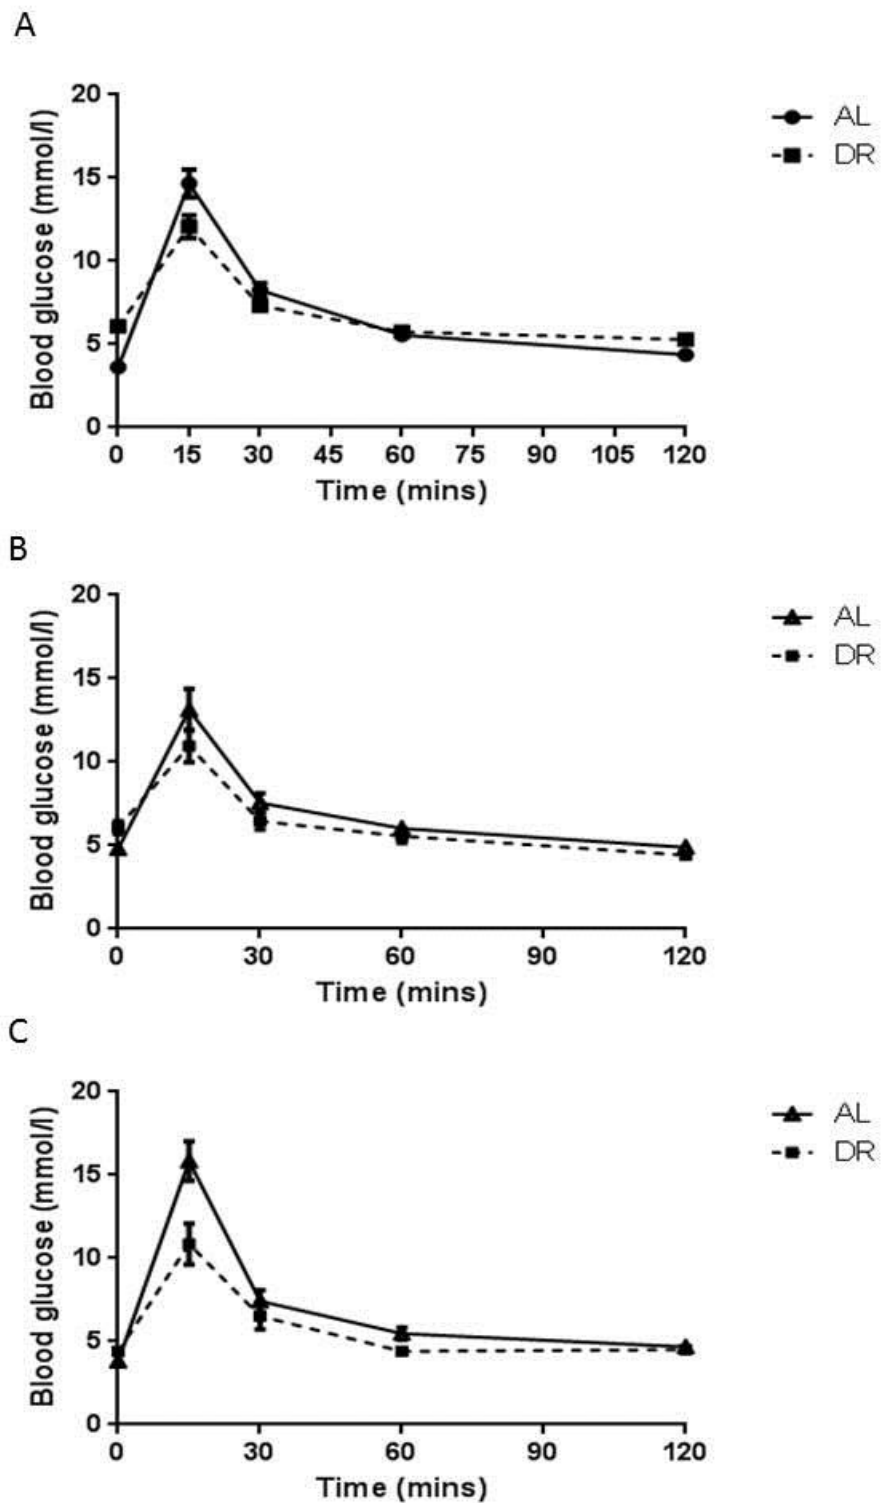 A
Blood glucose (mmol/l)
20
15
10
5
0
0 15 30 45 60 75 90 105 120
Time (mins)
AL
DR
B
Blood glucose (mmol/l)
20
15
10
5
0
0 30 60 90 120
Time (mins)
AL
DR
C
Blood glucose (mmol/l)
20
15
10
5
0
0 30 60 90 120
Time (mins)
AL
DR